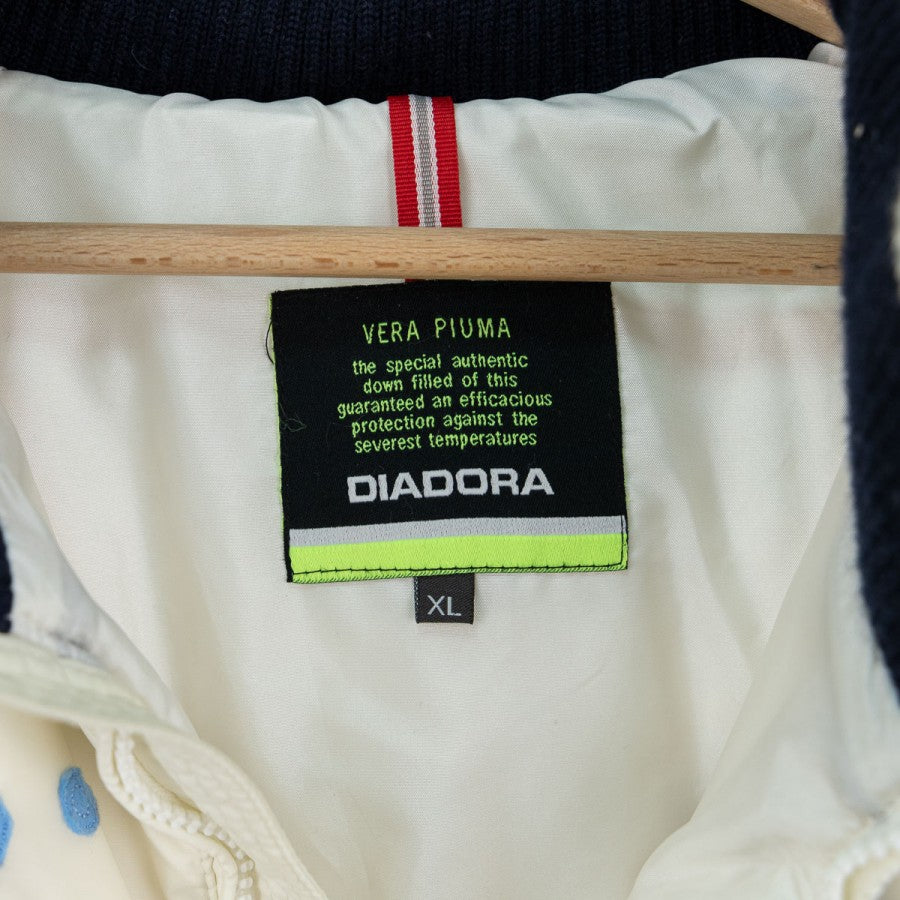 VERA PIUMA
the special authentic
down filled of this
guaranteed an efficacious
protection against the
severest temperatures
DIADORA
XL